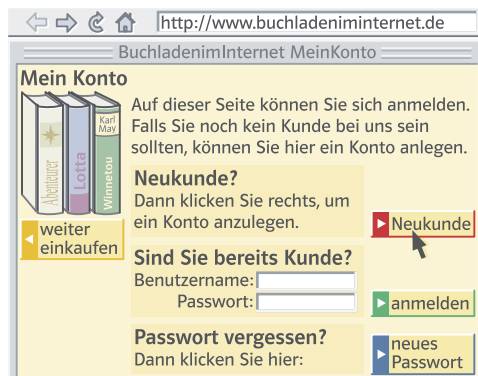 http://www.buchladeniminternet.de
BuchladenimInternet MeinKonto
Mein Konto
Abenteurer
Lotta
Karl
May
Winnetou
Auf dieser Seite können Sie sich anmelden.
Falls Sie noch kein Kunde bei uns sein
sollten, können Sie hier ein Konto anlegen.
Neukunde?
Dann klicken Sie rechts, um
ein Konto anzulegen.
Neukunde
weiter
einkaufen
Sind Sie bereits Kunde?
Benutzername:
Passwort:
anmelden
Passwort vergessen?
Dann klicken Sie hier:
neues
Passwort